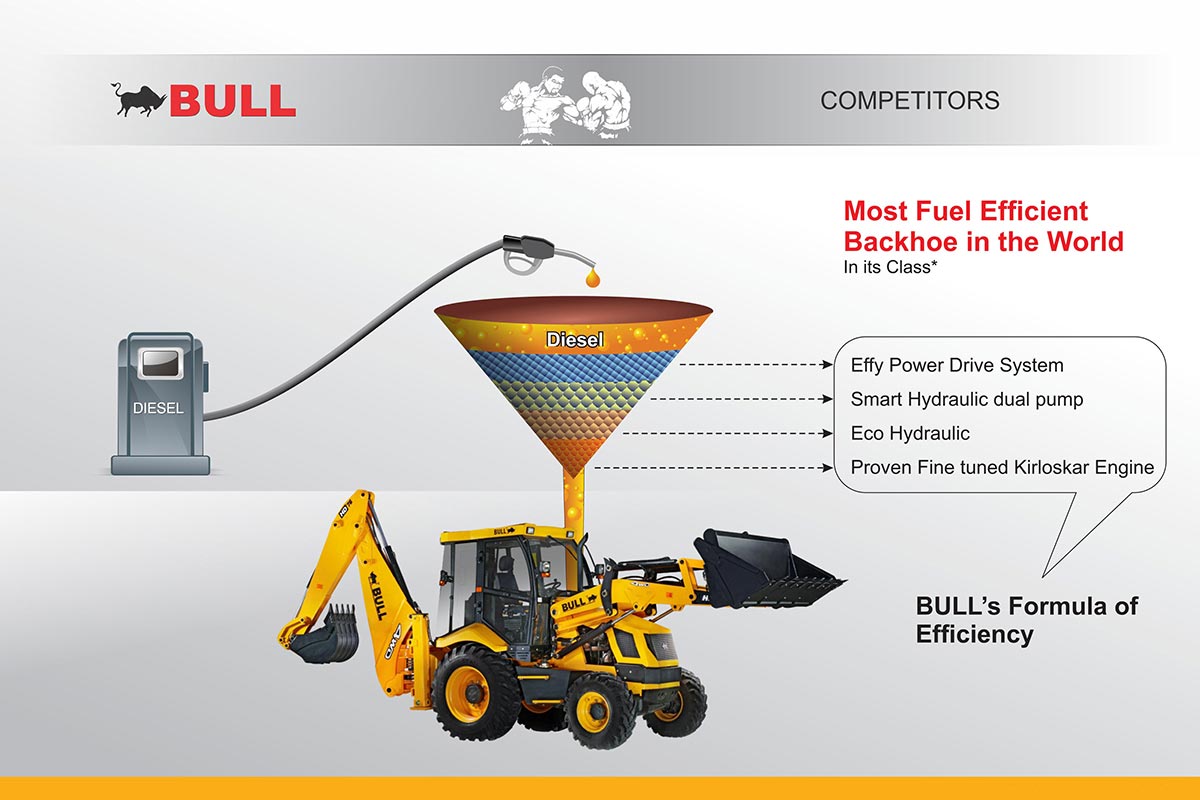 BULL
COMPETITORS
Most Fuel Efficient
Backhoe in the World
In its Class*
Diesel
DIESEL
Effy Power Drive System
Smart Hydraulic dual pump
Eco Hydraulic
Proven Fine tuned Kirloskar Engine
BULL
BULL
BULL
BULL's Formula of
Efficiency